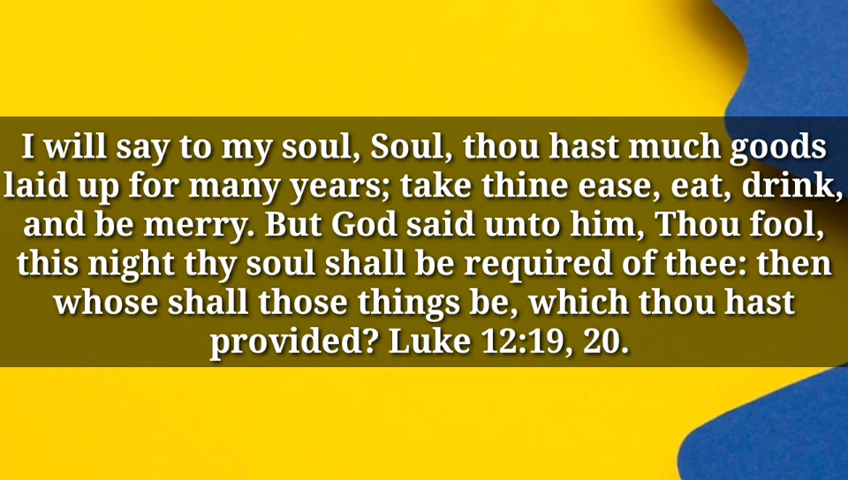 I will say to my soul, Soul, thou hast much goods
laid up for many years; take thine ease, eat, drink,
and be merry. But God said unto him, Thou fool,
this night thy soul shall be required of thee: then
whose shall those things be, which thou hast
provided? Luke 12:19, 20.